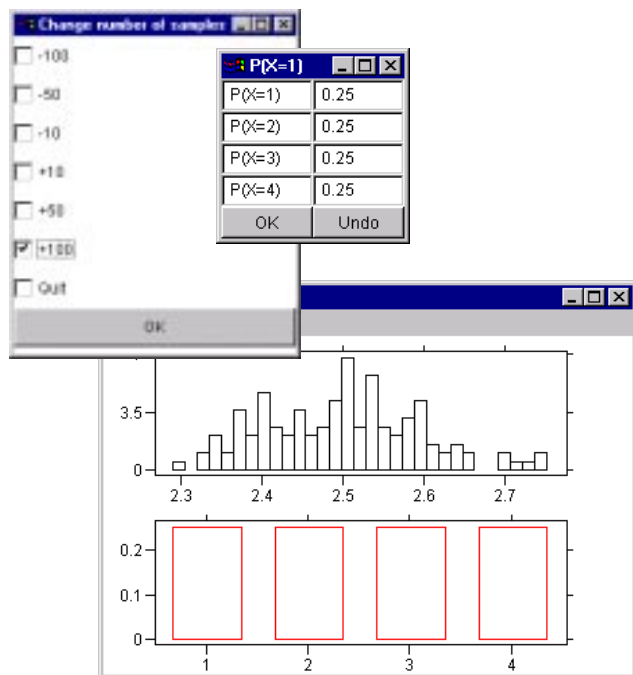 Change number of samples
-100
-50
-10
+10
+50
+100
Quit
OK
P(X=1)
P(X=1) 0.25
P(X=2) 0.25
P(X=3) 0.25
P(X=4) 0.25
OK Undo
3.5
0
2.3 2.4 2.5 2.6 2.7
0.2
0.1
0
1 2 3 4